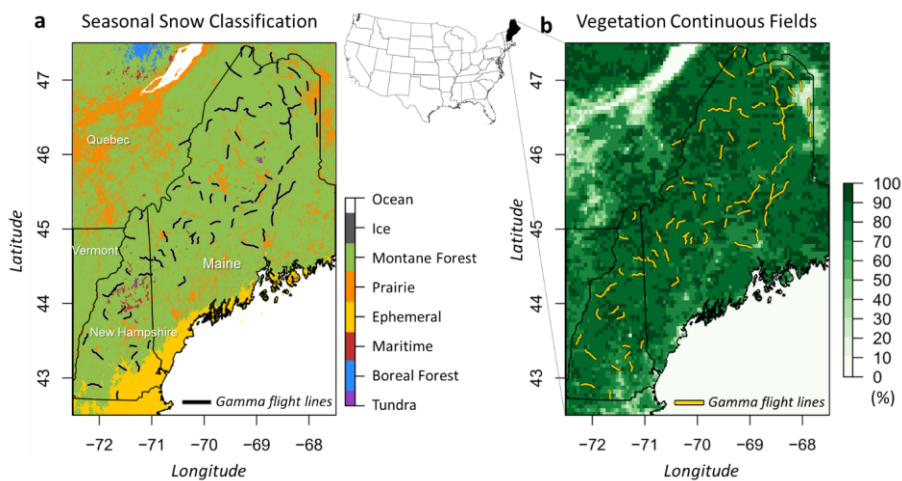 a Seasonal Snow Classification
Latitude
47
46
45
44
43
Quebec
Vermont
Maine
New Hampshire
Gamma flight lines
−72 −71 −70 −69 −68
Longitude
Ocean
Ice
Montane Forest
Prairie
Ephemeral
Maritime
Boreal Forest
Tundra
b Vegetation Continuous Fields
Latitude
47
46
45
44
43
Gamma flight lines
−72 −71 −70 −69 −68
Longitude
100
90
80
70
60
50
40
30
20
10
0
(%)